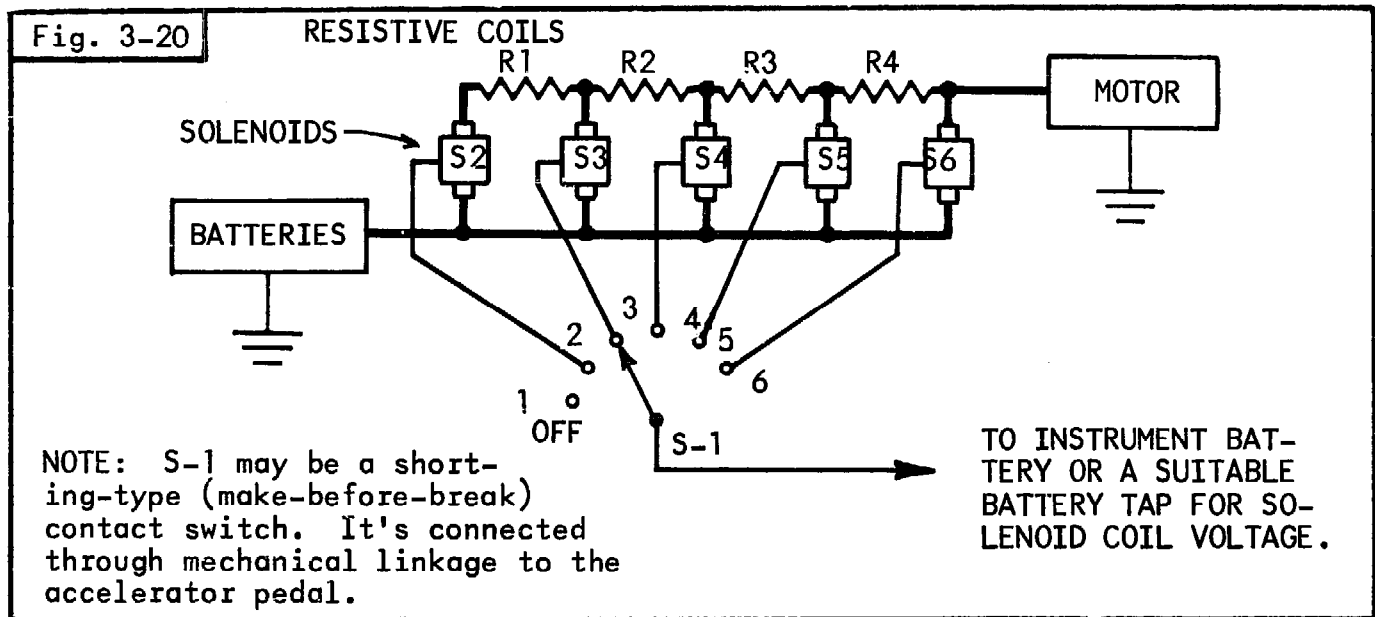 Fig. 3-20
RESISTIVE COILS
R1 R2 R3 R4
MOTOR
SOLENOIDS
S2 S3 S4 S5 S6
BATTERIES
1 2 3 4 5 6
OFF
S-1
NOTE: S-1 may be a short-
ing-type (make-before-break)
contact switch. It's connected
through mechanical linkage to the
accelerator pedal.
TO INSTRUMENT BAT-
TERY OR A SUITABLE
BATTERY TAP FOR SO-
LENOID COIL VOLTAGE.